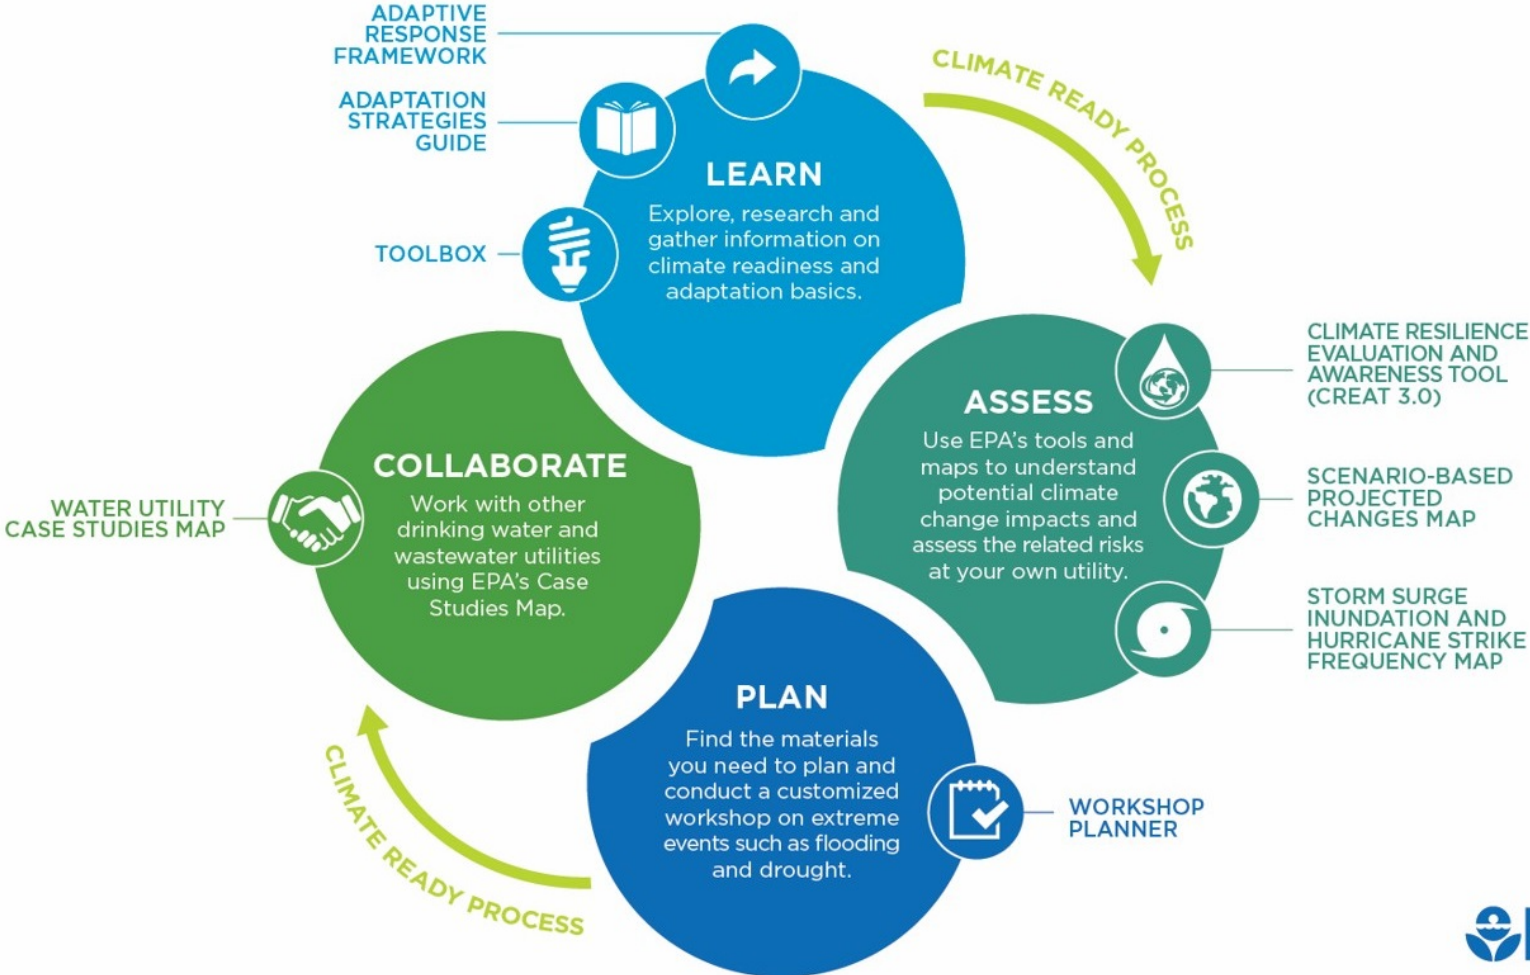 ADAPTIVE
RESPONSE
FRAMEWORK
ADAPTATION
STRATEGIES
GUIDE
TOOLBOX
LEARN
Explore, research and
gather information on
climate readiness and
adaptation basics.
CLIMATE READY PROCESS
ASSESS
Use EPA's tools and
maps to understand
potential climate
change impacts and
assess the related risks
at your own utility.
CLIMATE RESILIENCE
EVALUATION AND
AWARENESS TOOL
(CREAT 3.0)
SCENARIO-BASED
PROJECTED
CHANGES MAP
STORM SURGE
INUNDATION AND
HURRICANE STRIKE
FREQUENCY MAP
PLAN
Find the materials
you need to plan and
conduct a customized
workshop on extreme
events such as flooding
and drought.
WORKSHOP
PLANNER
CLIMATE READY PROCESS
COLLABORATE
Work with other
drinking water and
wastewater utilities
using EPA's Case
Studies Map.
WATER UTILITY
CASE STUDIES MAP